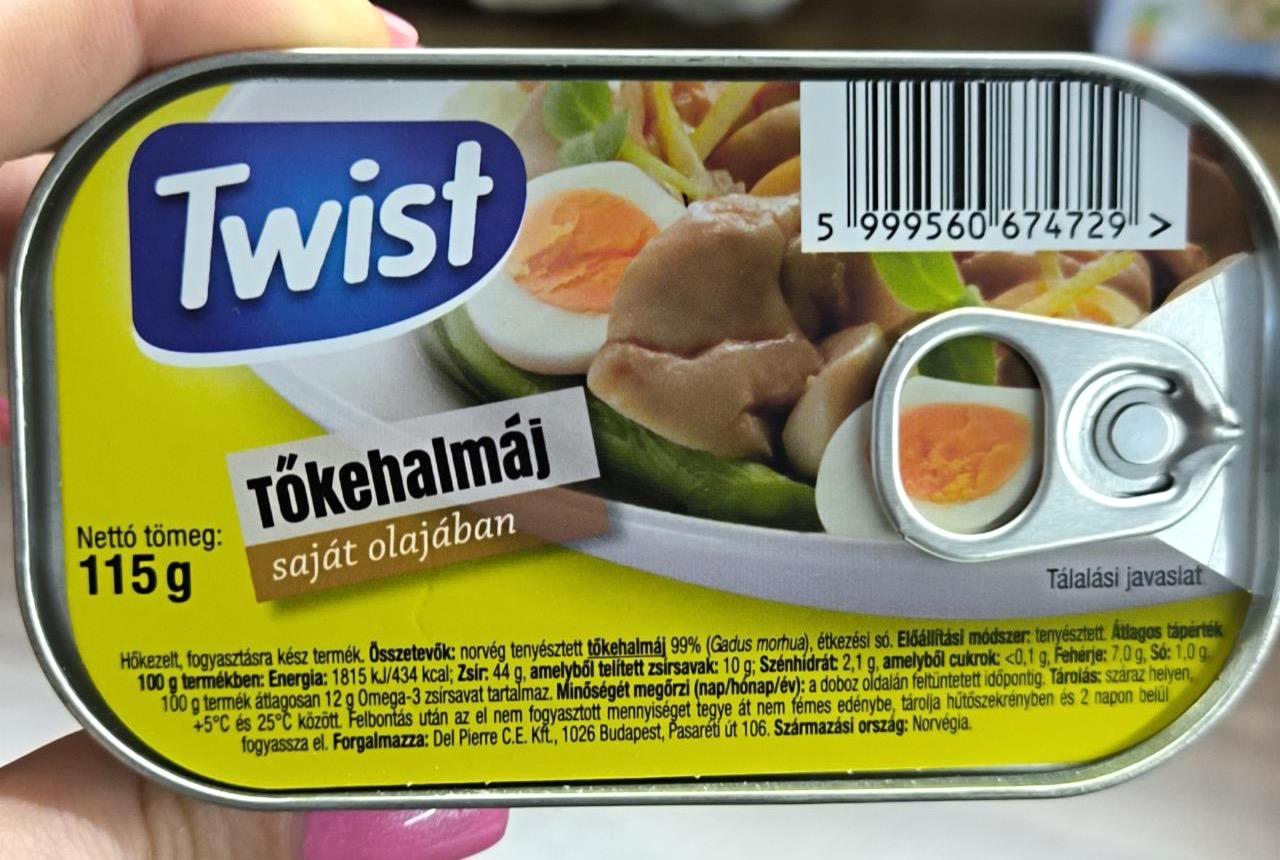 Twist
5 999560 674729 >
Tőkehalmáj
saját olajában
Nettó tömeg:
115 g
Tálalási javaslat
Hőkezelt, fogyasztásra kész termék. Összetevők: norvég tenyésztett tőkehalmáj 99% (Gadus morhua), étkezési só. Előállítási módszer: tenyésztett. Átlagos tápérték
100 g termékben: Energia: 1815 kJ/434 kcal; Zsír: 44 g, amelyből telített zsírsavak: 10 g; Szénhidrát: 2,1 g, amelyből cukrok: <0,1 g, Fehérje: 7,0 g, Só: 1,0 g.
100 g termék átlagosan 12 g Omega-3 zsírsavat tartalmaz. Minőségét megőrzi (nap/hónap/év): a doboz oldalán feltüntetett időpontig. Tárolás: száraz helyen,
+5°C és 25°C között. Felbontás után az el nem fogyasztott mennyiséget tegye át nem fémes edénybe, tárolja hűtőszekrényben és 2 napon belül
fogyassza el. Forgalmazza: Del Pierre C.E. Kft., 1026 Budapest, Pasaréti út 106. Származási ország: Norvégia.